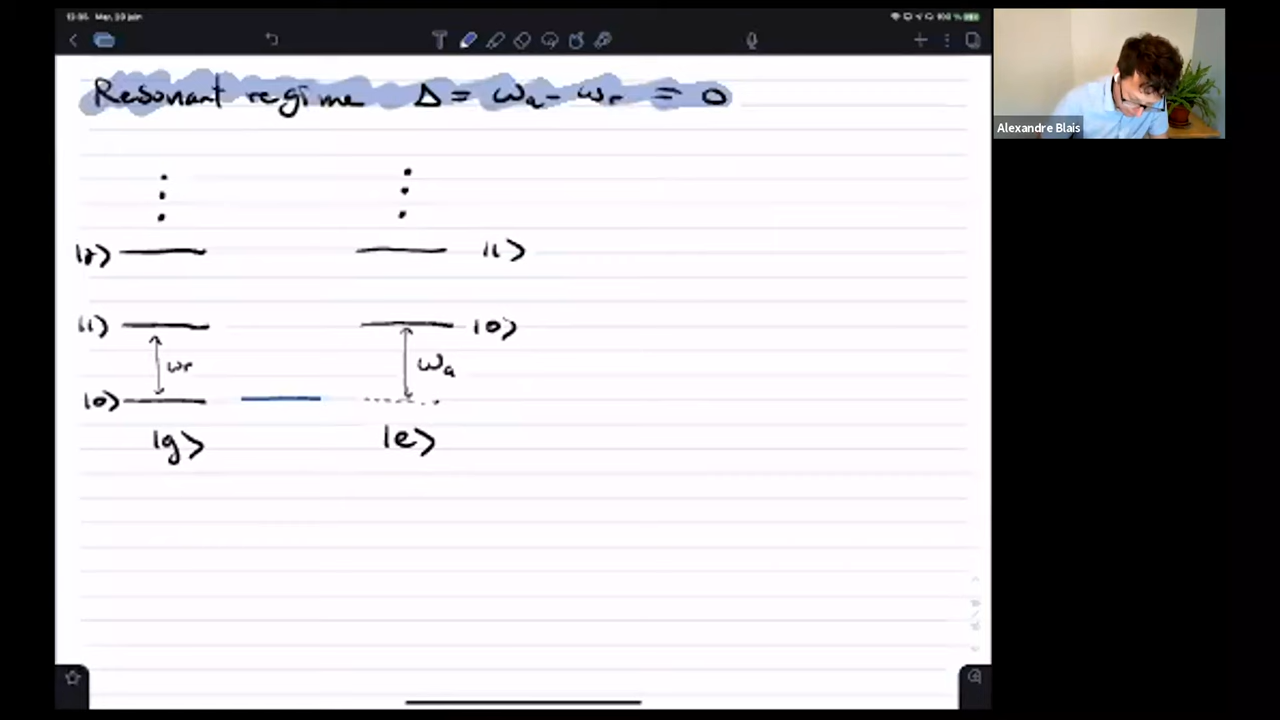 Resonant regime Δ = ωa - ωr = 0
Alexandre Blais
|2⟩ |1⟩
|1⟩ |0⟩
ωr ωa
|0⟩
|g⟩ |e⟩